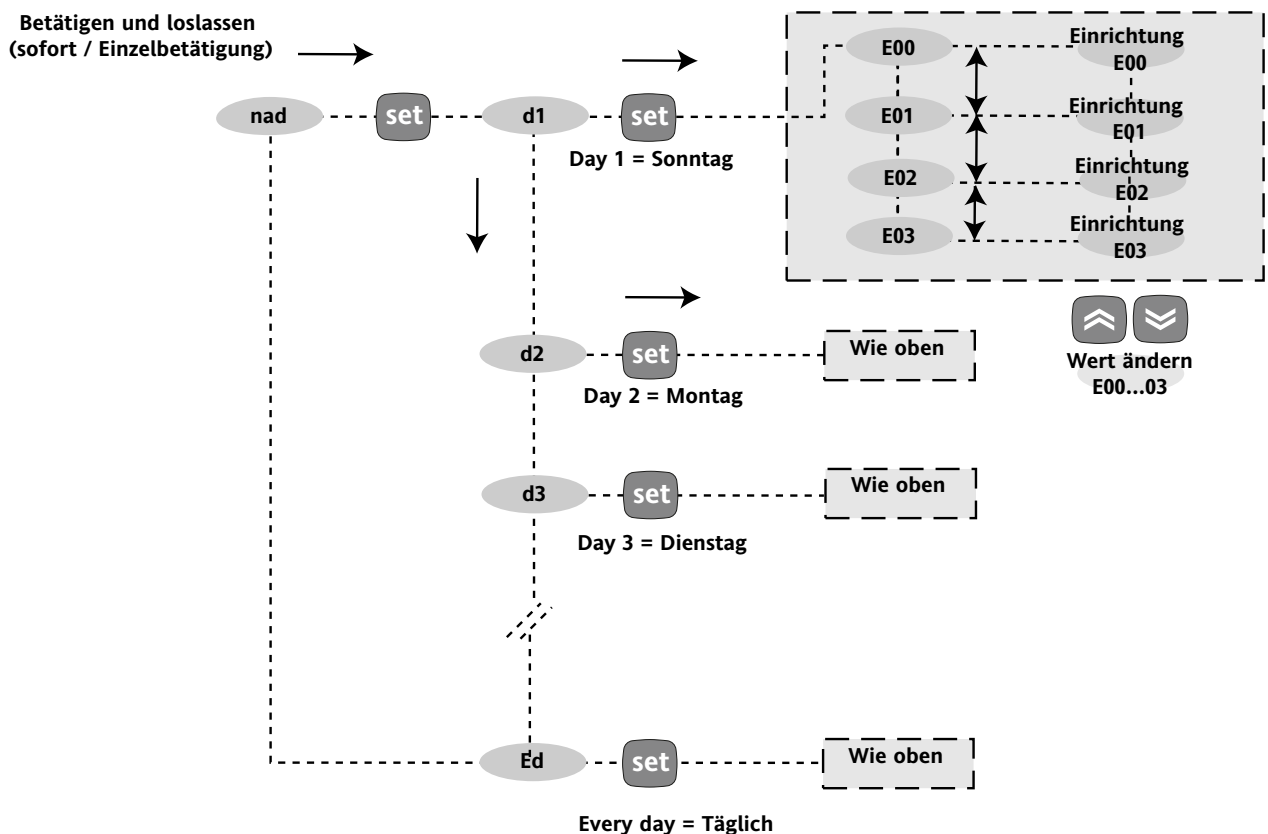 Betätigen und loslassen
(sofort / Einzelbetätigung)
nad
set
d1
set
Day 1 = Sonntag
E00
Einrichtung
E00
E01
Einrichtung
E01
E02
Einrichtung
E02
E03
Einrichtung
E03
Wert ändern
E00...03
d2
set
Day 2 = Montag
Wie oben
d3
set
Day 3 = Dienstag
Wie oben
Ed
set
Every day = Täglich
Wie oben